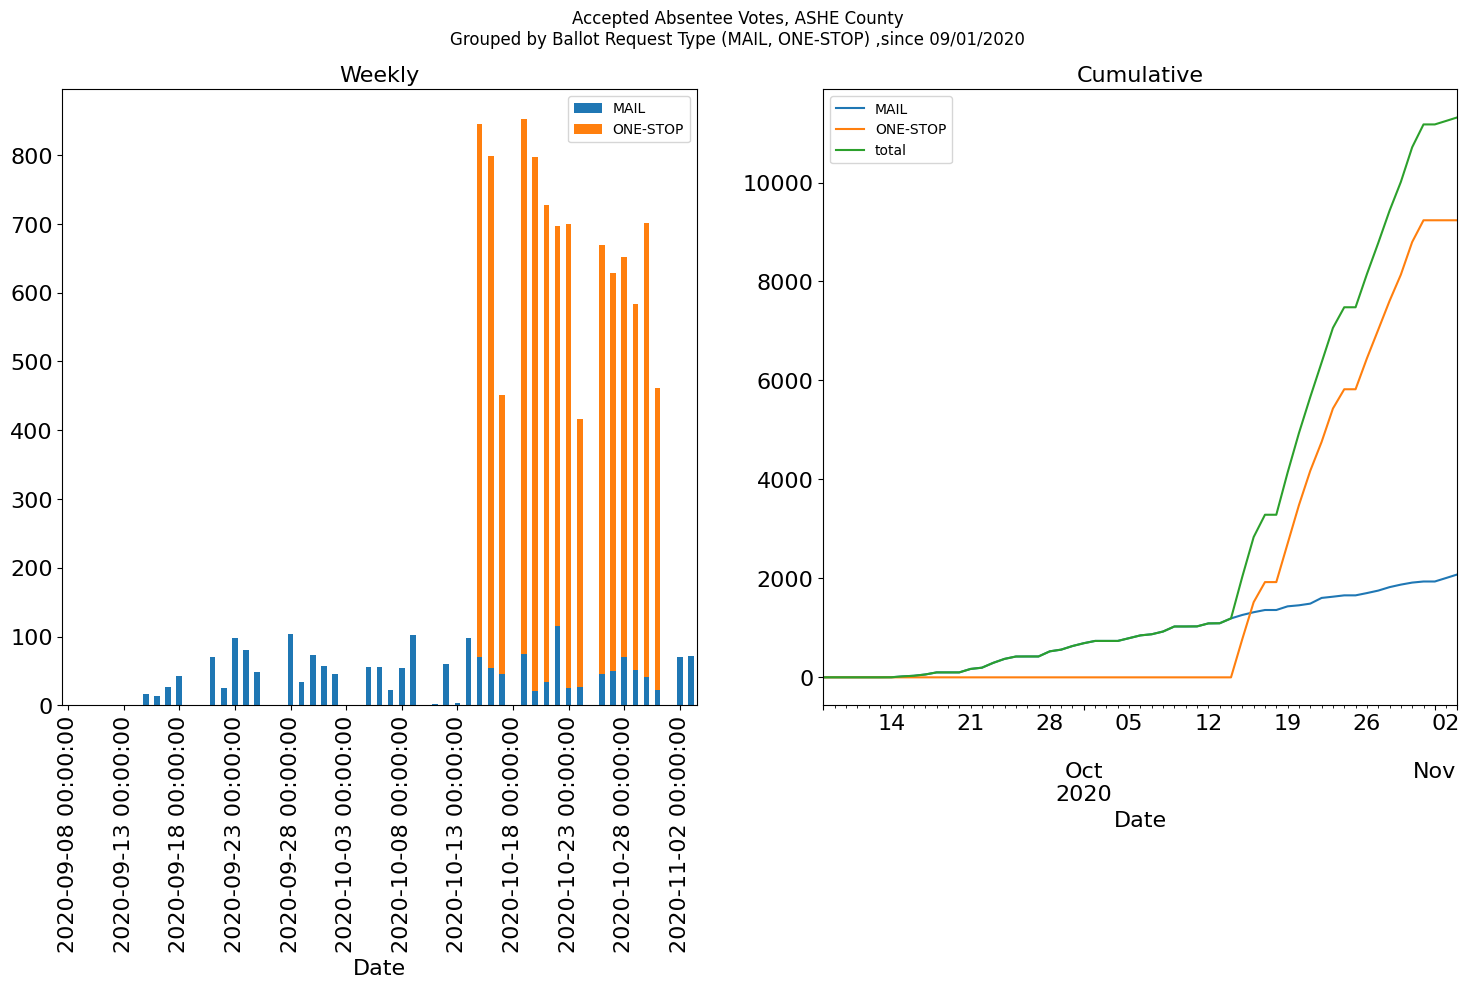 Accepted Absentee Votes, ASHE County
Grouped by Ballot Request Type (MAIL, ONE-STOP) ,since 09/01/2020
Weekly
MAIL
ONE-STOP
800
700
600
500
400
300
200
100
0
2020-09-08 00:00:00
2020-09-13 00:00:00
2020-09-18 00:00:00
2020-09-23 00:00:00
2020-09-28 00:00:00
2020-10-03 00:00:00
2020-10-08 00:00:00
2020-10-13 00:00:00
2020-10-18 00:00:00
2020-10-23 00:00:00
2020-10-28 00:00:00
2020-11-02 00:00:00
Date
Cumulative
MAIL
ONE-STOP
total
10000
8000
6000
4000
2000
0
14 21 28 05 12 19 26 02
Oct Nov
2020
Date